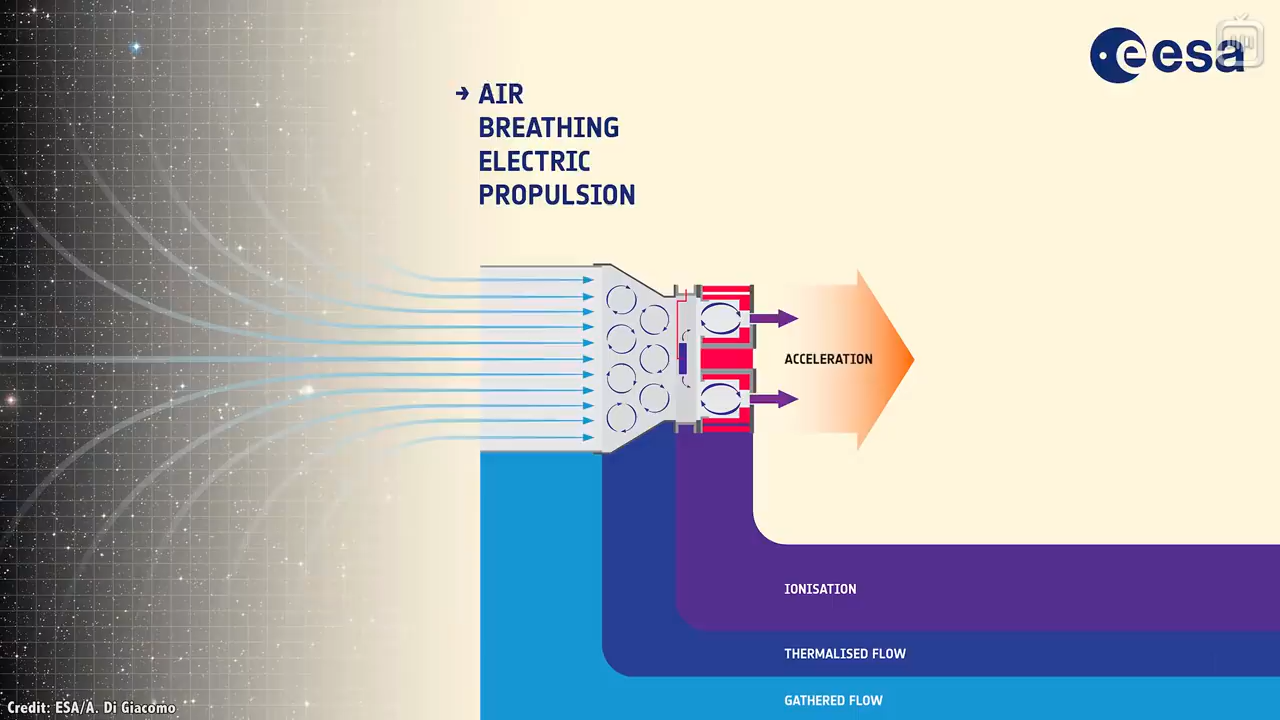 esa
→ AIR
BREATHING
ELECTRIC
PROPULSION
ACCELERATION
IONISATION
THERMALISED FLOW
GATHERED FLOW
Credit: ESA/A. Di Giacomo